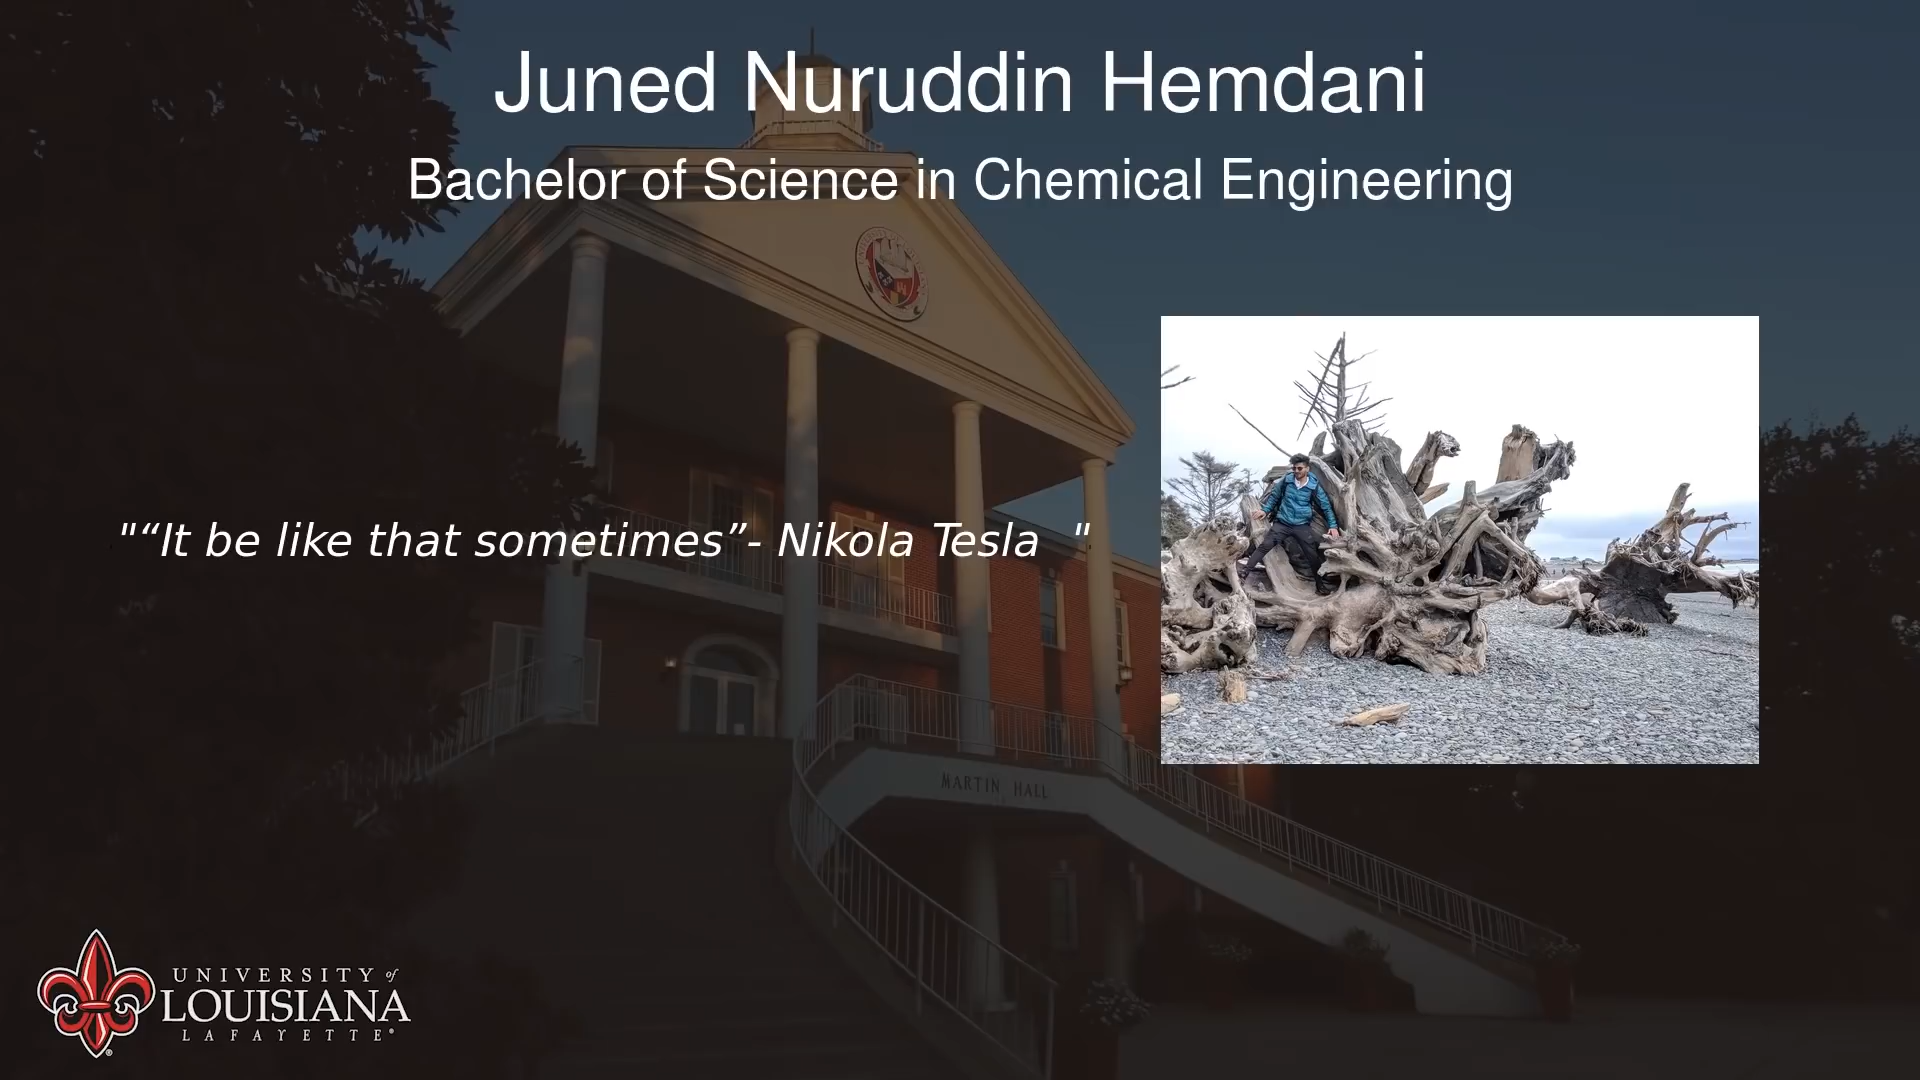 Juned Nuruddin Hemdani
Bachelor of Science in Chemical Engineering
"“It be like that sometimes”- Nikola Tesla "
MARTIN HALL
UNIVERSITY of
LOUISIANA
LAFAYETTE®